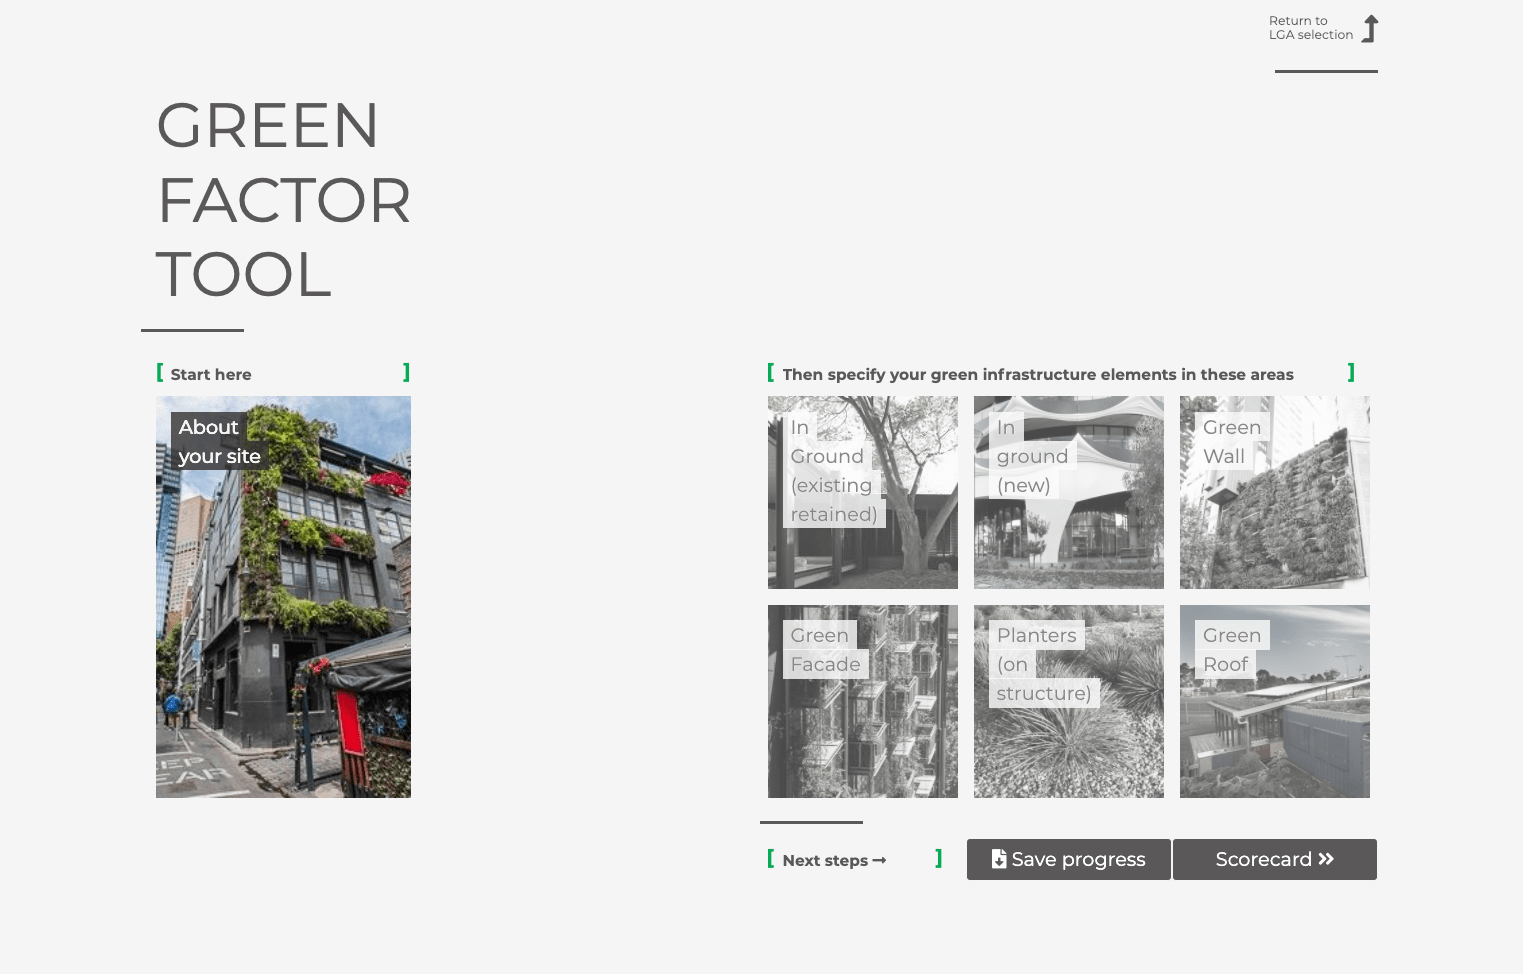 Return to
LGA selection
GREEN
FACTOR
TOOL
[ Start here ]
About
your site
[ Then specify your green infrastructure elements in these areas ]
In
Ground
(existing
retained)
In
ground
(new)
Green
Wall
Green
Facade
Planters
(on
structure)
Green
Roof
[ Next steps → ]
Save progress
Scorecard »